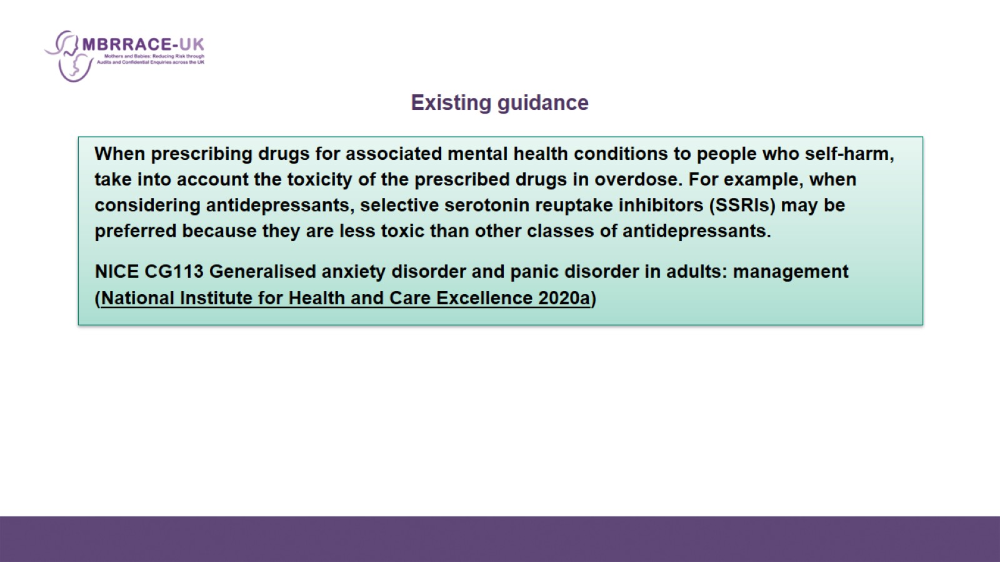 MBRRACE-UK
Mothers and Babies: Reducing Risk through
Audits and Confidential Enquiries across the UK
Existing guidance
When prescribing drugs for associated mental health conditions to people who self-harm,
take into account the toxicity of the prescribed drugs in overdose. For example, when
considering antidepressants, selective serotonin reuptake inhibitors (SSRIs) may be
preferred because they are less toxic than other classes of antidepressants.
NICE CG113 Generalised anxiety disorder and panic disorder in adults: management
(National Institute for Health and Care Excellence 2020a)